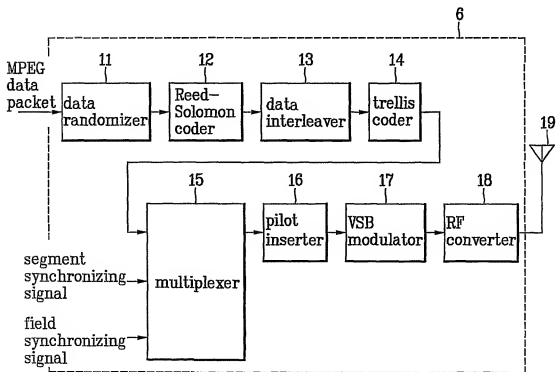 6
11
12
13
14
MPEG
data
packet
data
randomizer
Reed-
Solomon
coder
data
interleaver
trellis
coder
19
15
16
17
18
multiplexer
pilot
inserter
VSB
modulator
RF
converter
segment
synchronizing
signal
field
synchronizing
signal